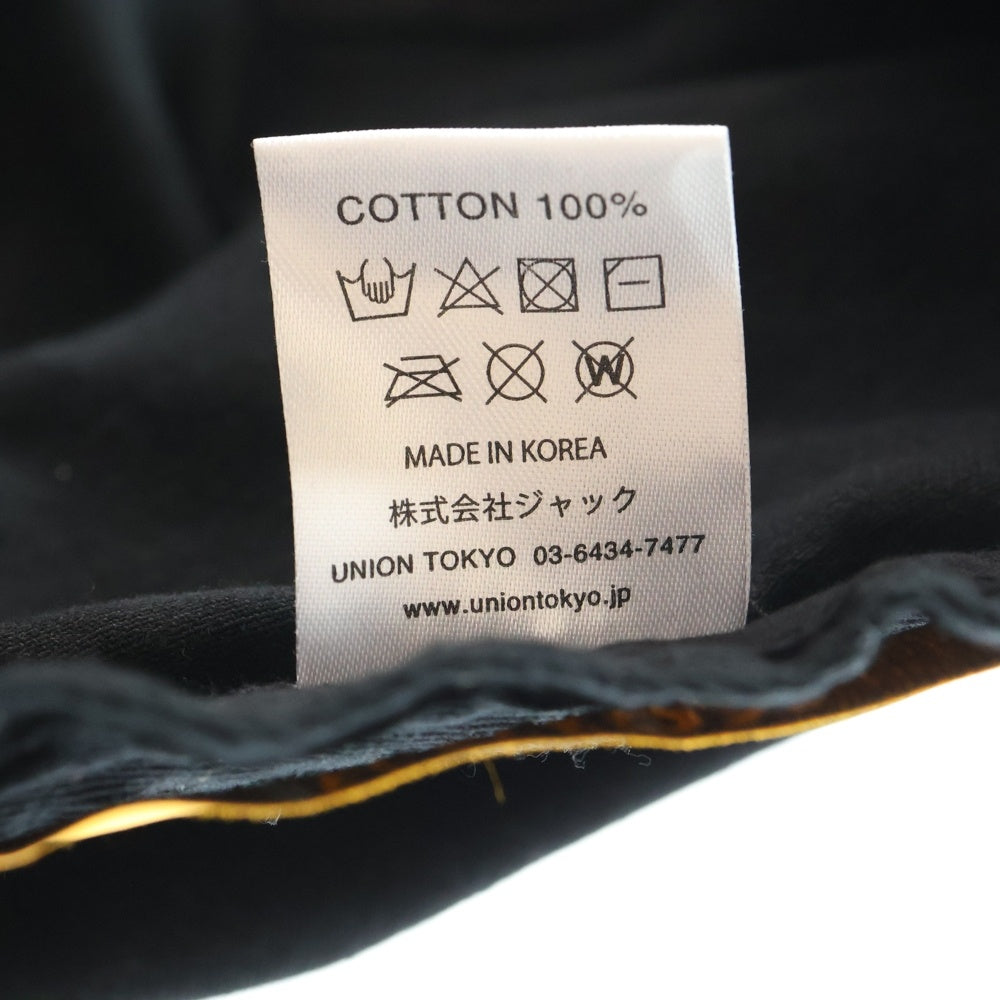 COTTON 100%
W
MADE IN KOREA
株式会社ジャック
UNION TOKYO 03-6434-7477
www.uniontokyo.jp